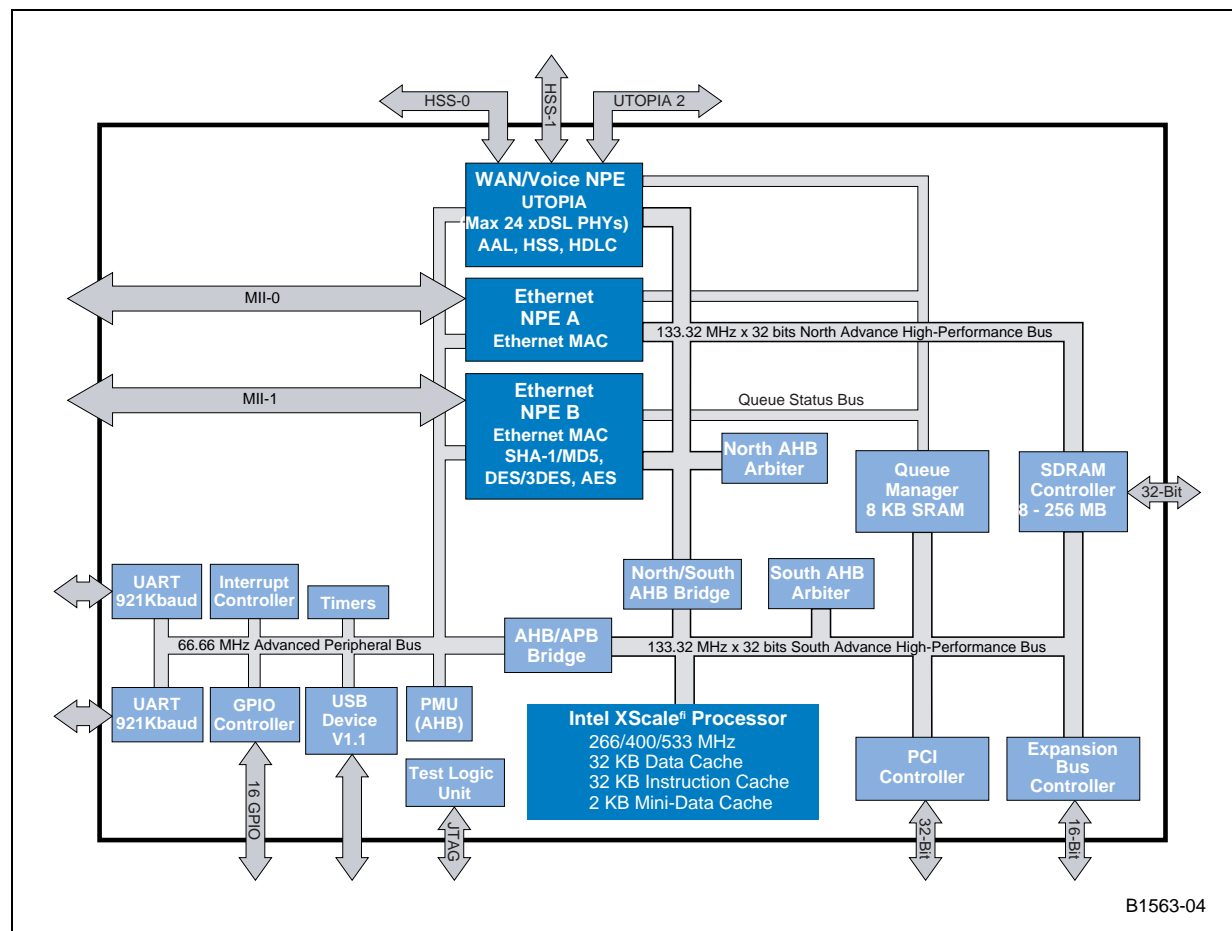 HSS-0
HSS-1
UTOPIA 2
WAN/Voice NPE
UTOPIA
(Max 24 xDSL PHYs)
AAL, HSS, HDLC
MII-0
Ethernet
NPE A
Ethernet MAC
133.32 MHz x 32 bits North Advance High-Performance Bus
MII-1
Ethernet
NPE B
Ethernet MAC
SHA-1/MD5,
DES/3DES, AES
Queue Status Bus
North AHB
Arbiter
Queue
Manager
8 KB SRAM
SDRAM
Controller
8 - 256 MB
32-Bit
UART
921Kbaud
Interrupt
Controller
Timers
North/South
AHB Bridge
South AHB
Arbiter
66.66 MHz Advanced Peripheral Bus
AHB/APB
Bridge
133.32 MHz x 32 bits South Advance High-Performance Bus
UART
921Kbaud
GPIO
Controller
USB
Device
V1.1
PMU
(AHB)
Intel XScaleﬁ Processor
266/400/533 MHz
32 KB Data Cache
32 KB Instruction Cache
2 KB Mini-Data Cache
PCI
Controller
Expansion
Bus
Controller
Test Logic
Unit
16 GPIO
JTAG
32-Bit
16-Bit
B1563-04